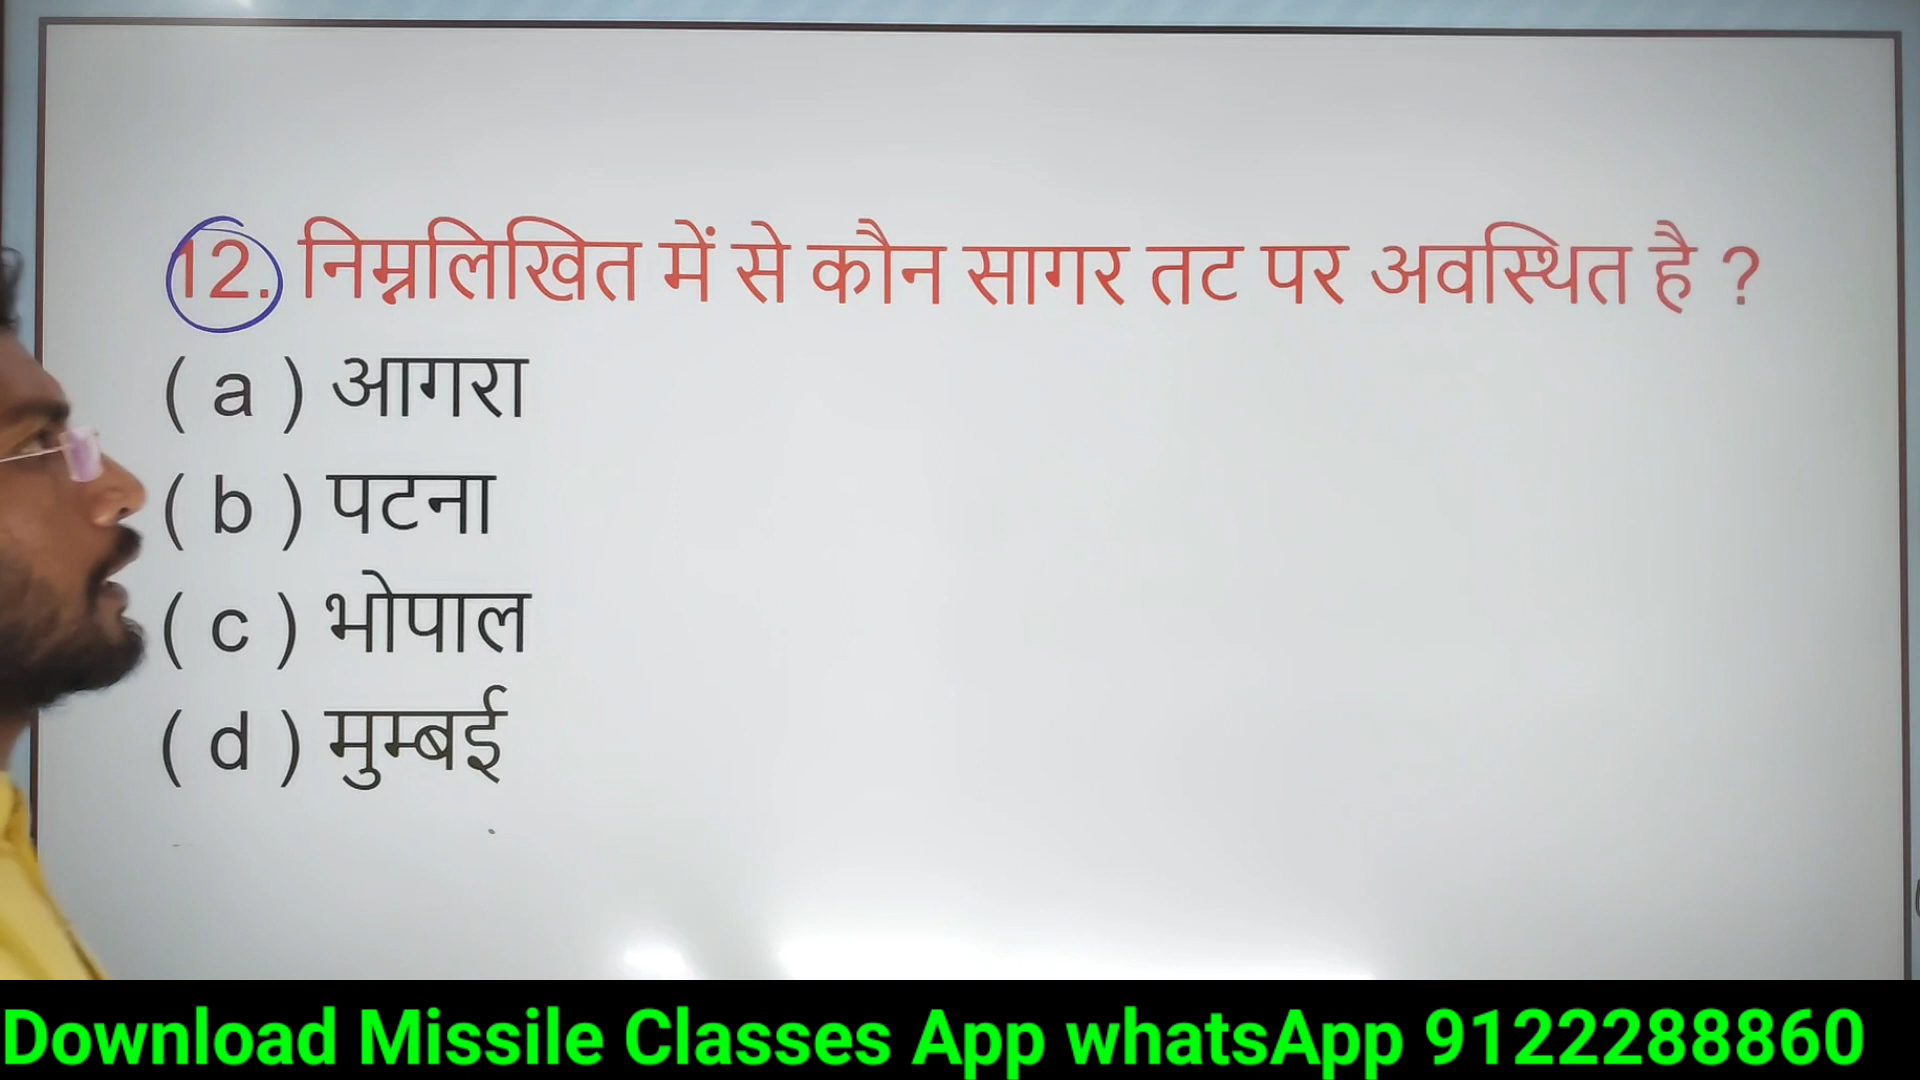 12. निम्नलिखित में से कौन सागर तट पर अवस्थित है ?
( a ) आगरा
( b ) पटना
( c ) भोपाल
( d ) मुम्बई
Download Missile Classes App whatsApp 9122288860